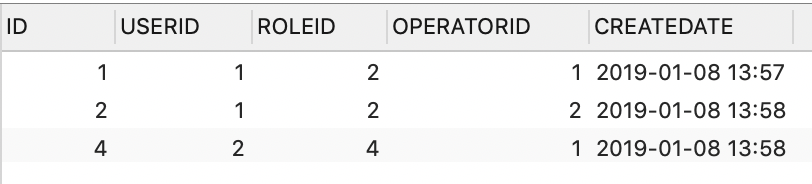 ID USERID ROLEID OPERATORID CREATEDATE
1 1 2 1 2019-01-08 13:57
2 1 2 2 2019-01-08 13:58
4 2 4 1 2019-01-08 13:58